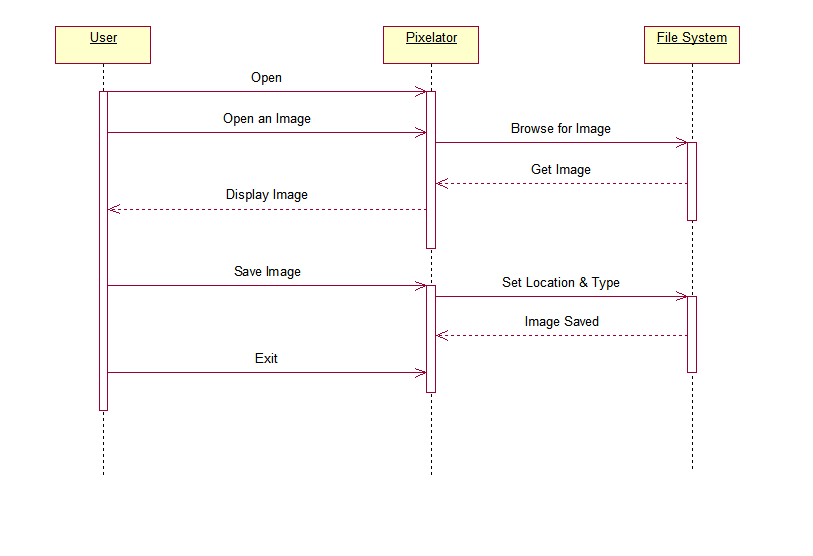 User
Pixelator
File System
Open
Open an Image
Browse for Image
Get Image
Display Image
Save Image
Set Location & Type
Image Saved
Exit